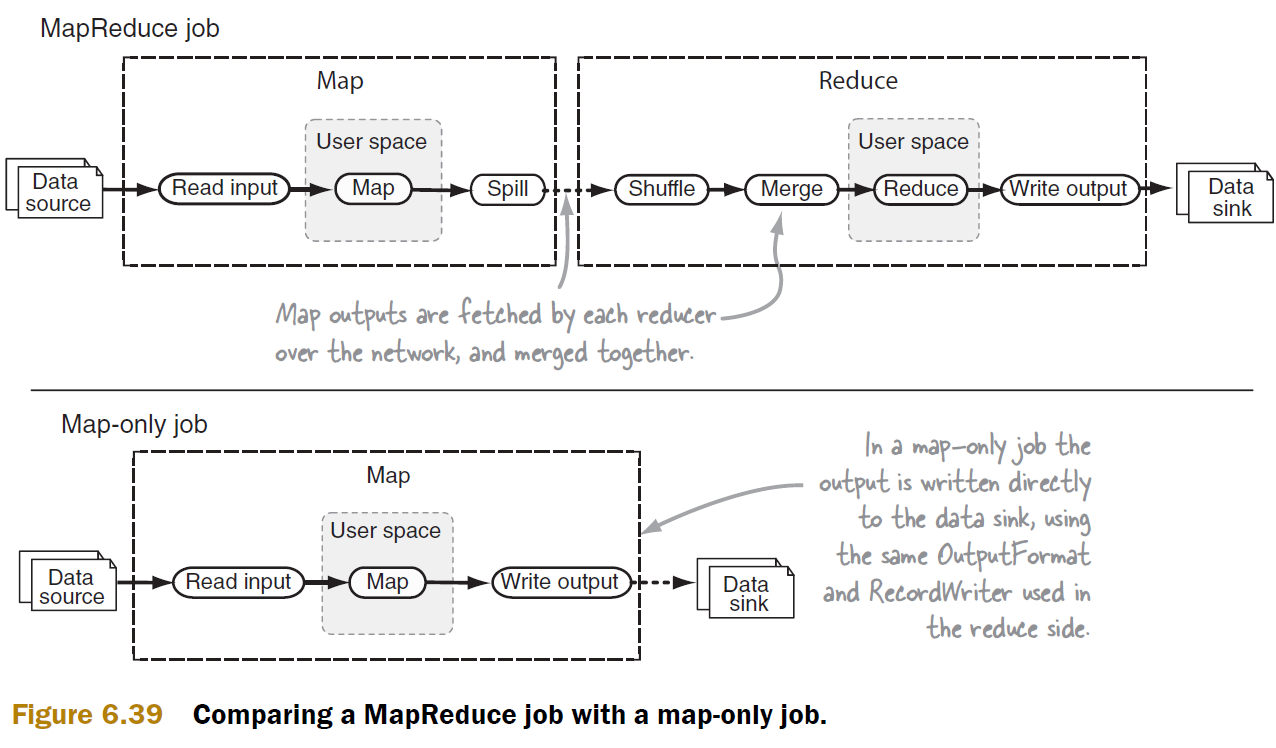 MapReduce job
Map
Reduce
User space
User space
Data
source
Read input
Map
Spill
Shuffle
Merge
Reduce
Write output
Data
sink
Map outputs are fetched by each reducer
over the network, and merged together.
Map-only job
Map
User space
Data
source
Read input
Map
Write output
Data
sink
In a map-only job the
output is written directly
to the data sink, using
the same OutputFormat
and RecordWriter used in
the reduce side.
Figure 6.39 Comparing a MapReduce job with a map-only job.